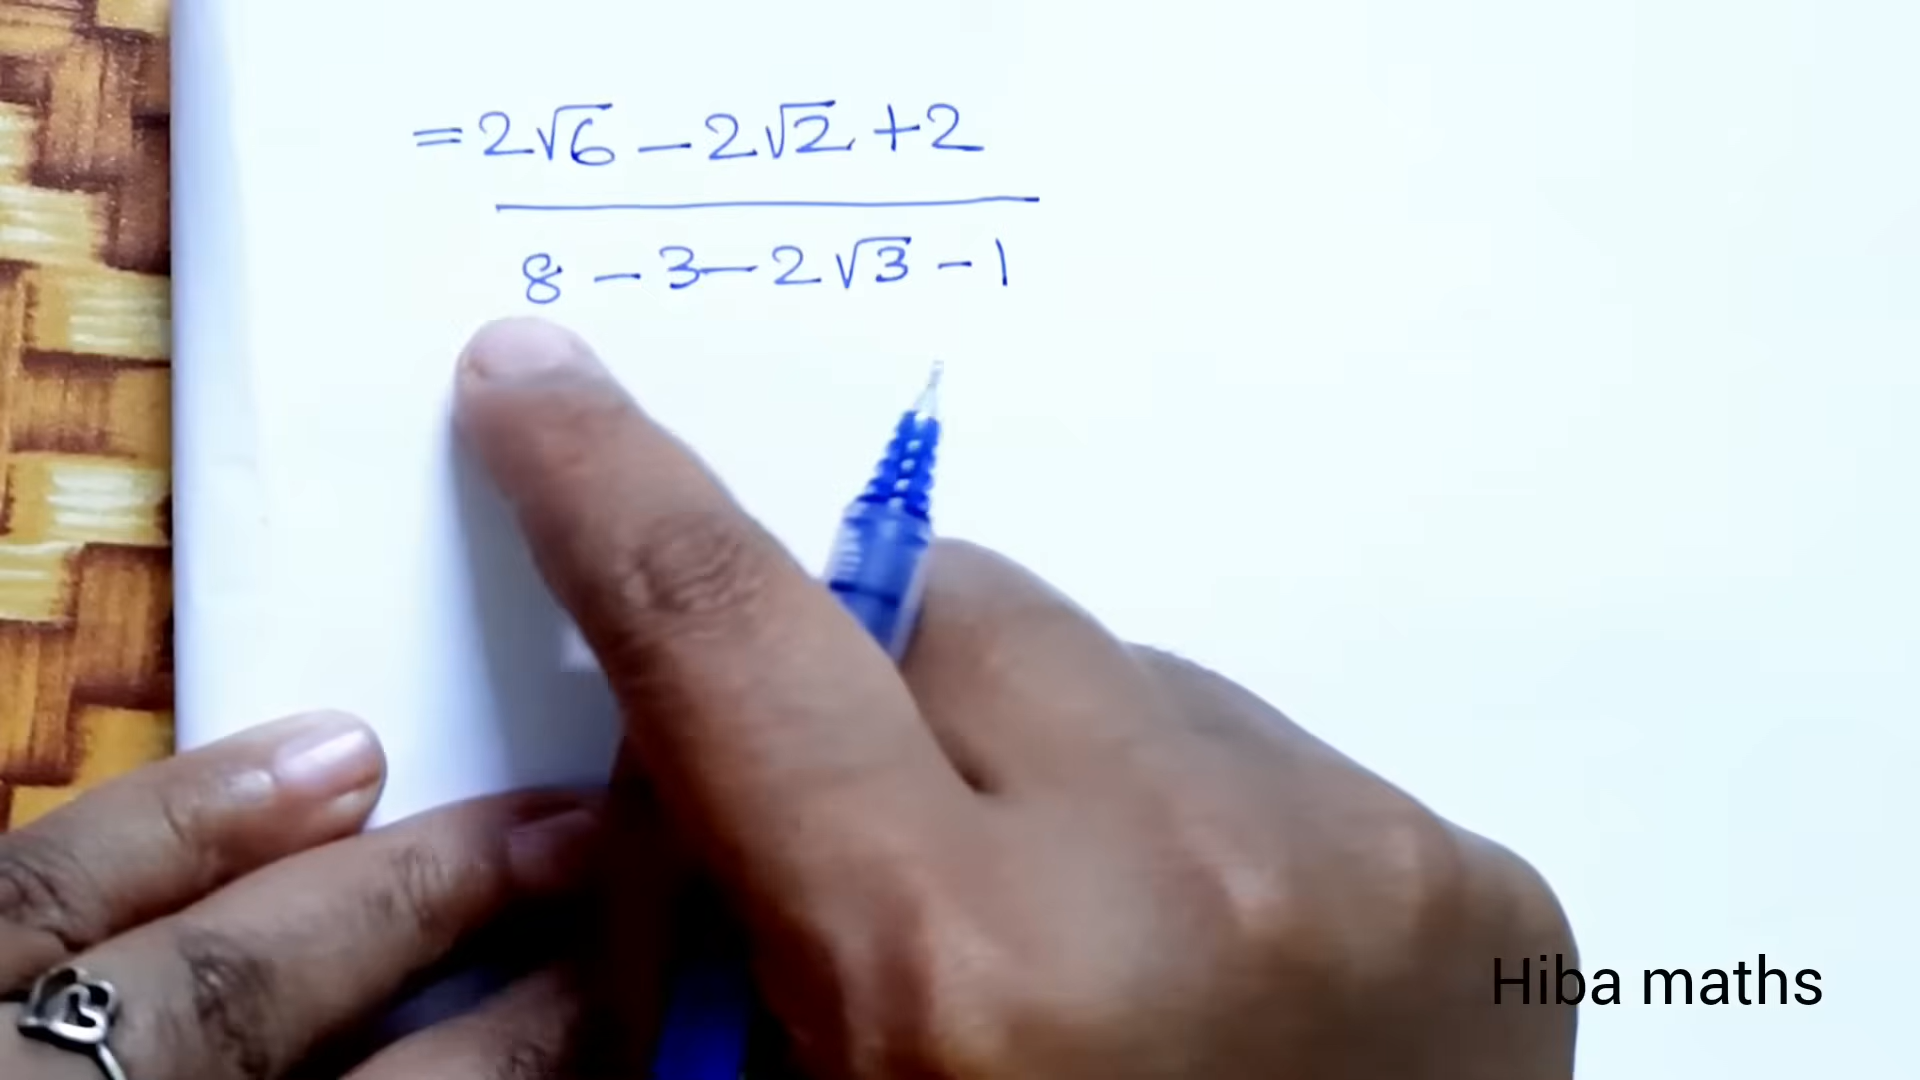 = 2√6 − 2√2 + 2
8 − 3 − 2√3 − 1
Hiba maths